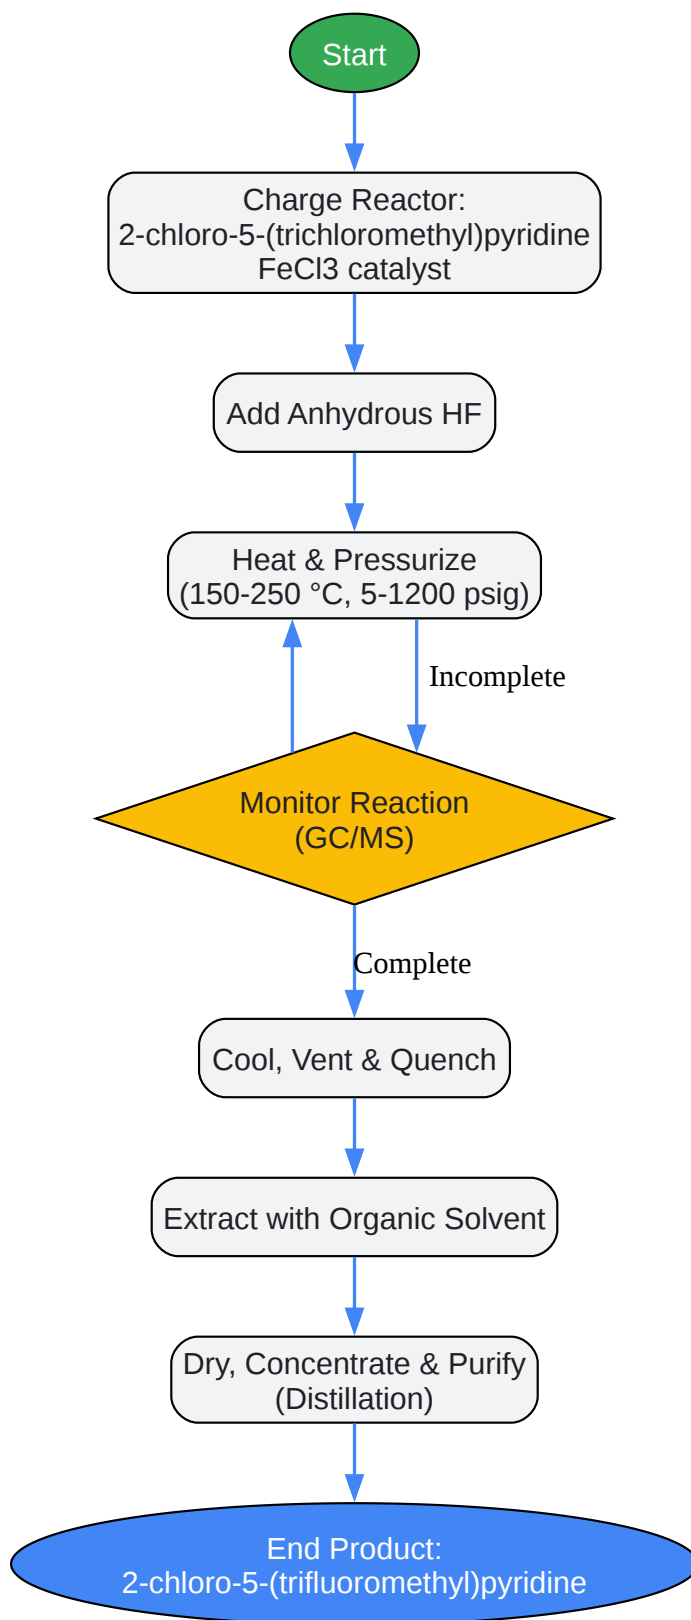 Start
Charge Reactor:
2-chloro-5-(trichloromethyl)pyridine
FeCl3 catalyst
Add Anhydrous HF
Heat & Pressurize
(150-250 °C, 5-1200 psig)
Incomplete
Monitor Reaction
(GC/MS)
Complete
Cool, Vent & Quench
Extract with Organic Solvent
Dry, Concentrate & Purify
(Distillation)
End Product:
2-chloro-5-(trifluoromethyl)pyridine